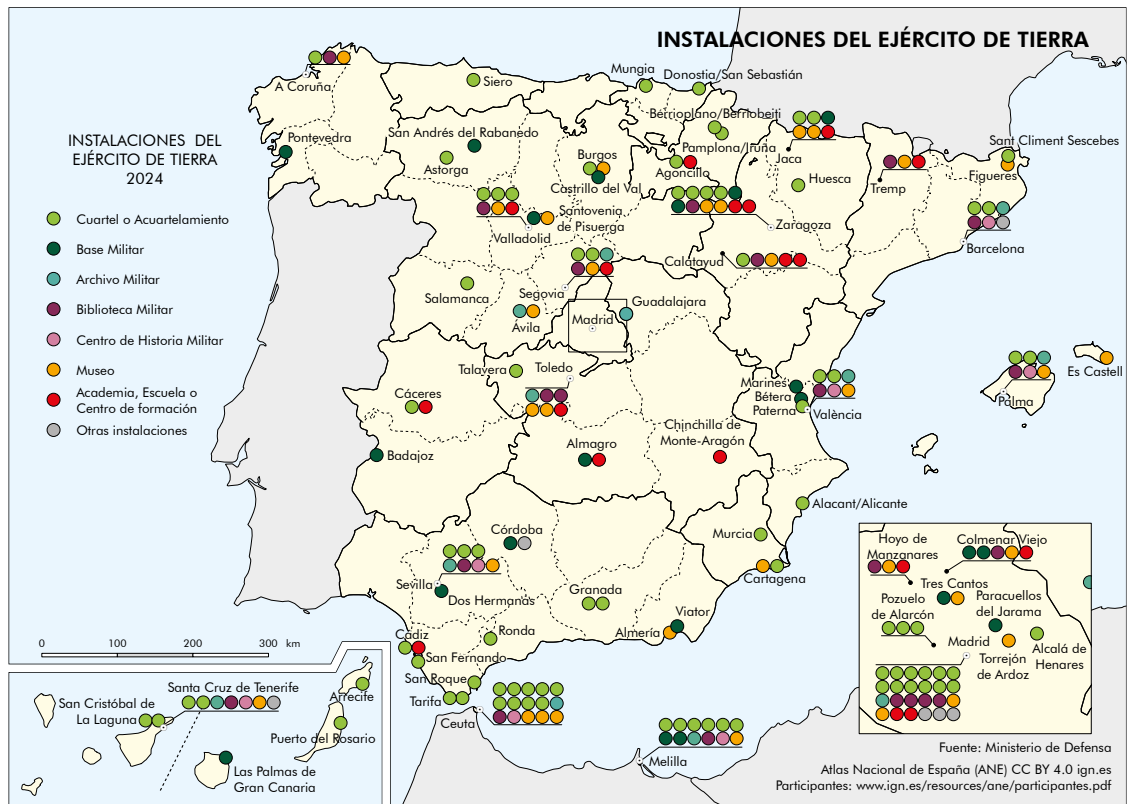 INSTALACIONES DEL EJÉRCITO DE TIERRA
INSTALACIONES DEL
EJÉRCITO DE TIERRA
2024
Cuartel o Acuartelamiento
Base Militar
Archivo Militar
Biblioteca Militar
Centro de Historia Militar
Museo
Academia, Escuela o
Centro de formación
Otras instalaciones
A Coruña
Pontevedra
Siero
Mungia
Donostia/San Sebastián
Berrioplano/Berriobeiti
Pamplona/Iruña
San Andrés del Rabanedo
Astorga
Burgos
Castrillo del Val
Agoncillo
Jaca
Huesca
Tremp
Sant Climent Sescebes
Figueres
Barcelona
Zaragoza
Calatayud
Valladolid
Santovenia
de Pisuerga
Salamanca
Segovia
Ávila
Madrid
Guadalajara
Talavera
Toledo
Cáceres
Badajoz
Almagro
Chinchilla de
Monte-Aragón
Marines
Bétera
Paterna
València
Palma
Es Castell
Alacant/Alicante
Murcia
Cartagena
Córdoba
Sevilla
Dos Hermanas
Granada
Viator
Almería
Cádiz
San Fernando
Ronda
San Roque
Tarifa
Ceuta
Melilla
0 100 200 300 km
San Cristóbal de
La Laguna
Santa Cruz de Tenerife
Arrecife
Puerto del Rosario
Las Palmas de
Gran Canaria
Hoyo de
Manzanares
Colmenar Viejo
Tres Cantos
Pozuelo
de Alarcón
Paracuellos
del Jarama
Madrid
Torrejón
de Ardoz
Alcalá de
Henares
Fuente: Ministerio de Defensa
Atlas Nacional de España (ANE) CC BY 4.0 ign.es
Participantes: www.ign.es/resources/ane/participantes.pdf